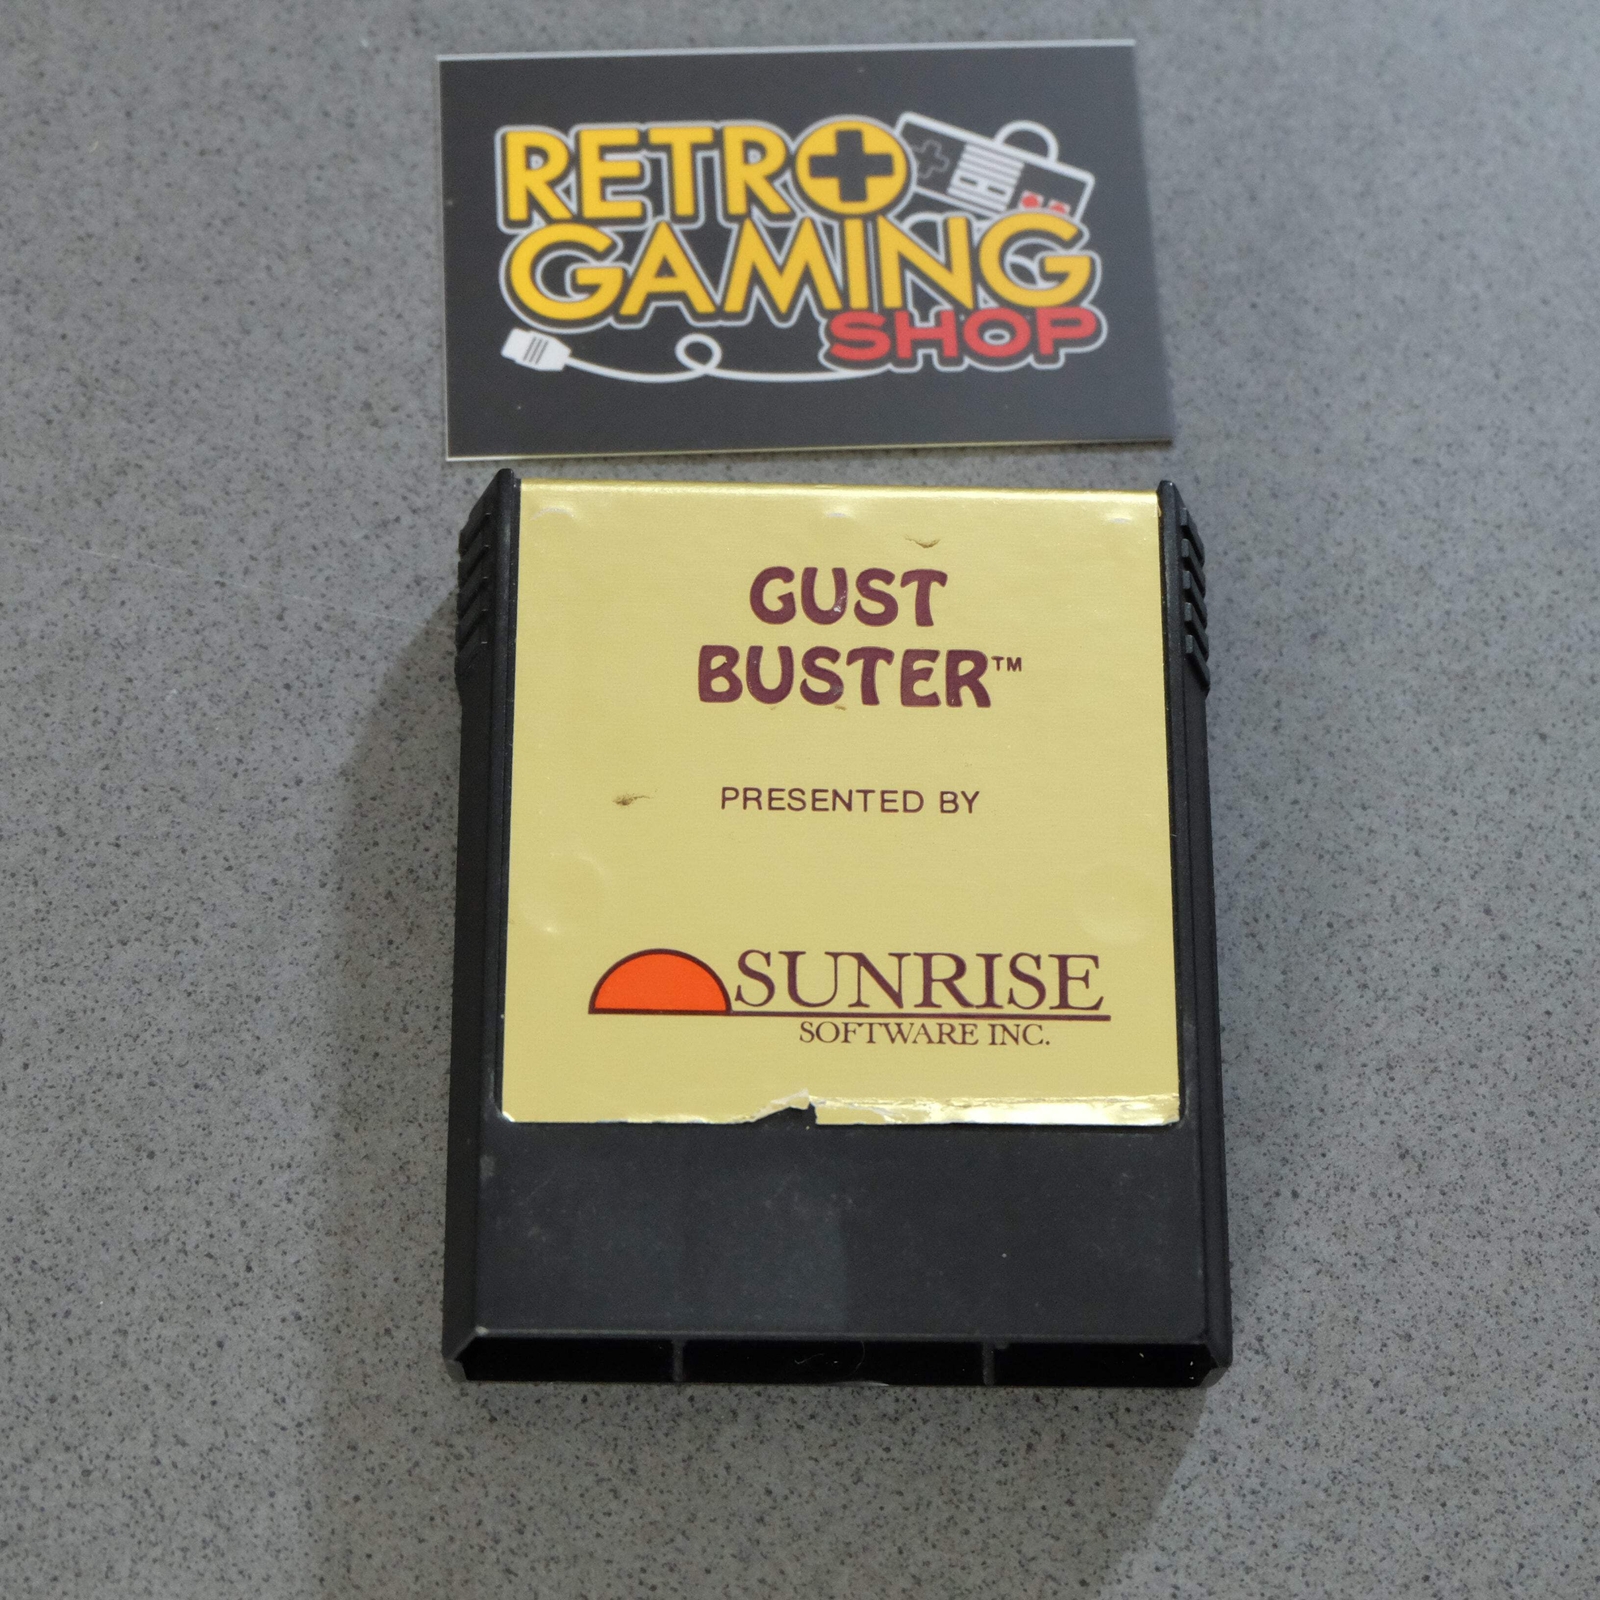 RETRO
GAMING
SHOP
GUST
BUSTER™
PRESENTED BY
SUNRISE
SOFTWARE INC.